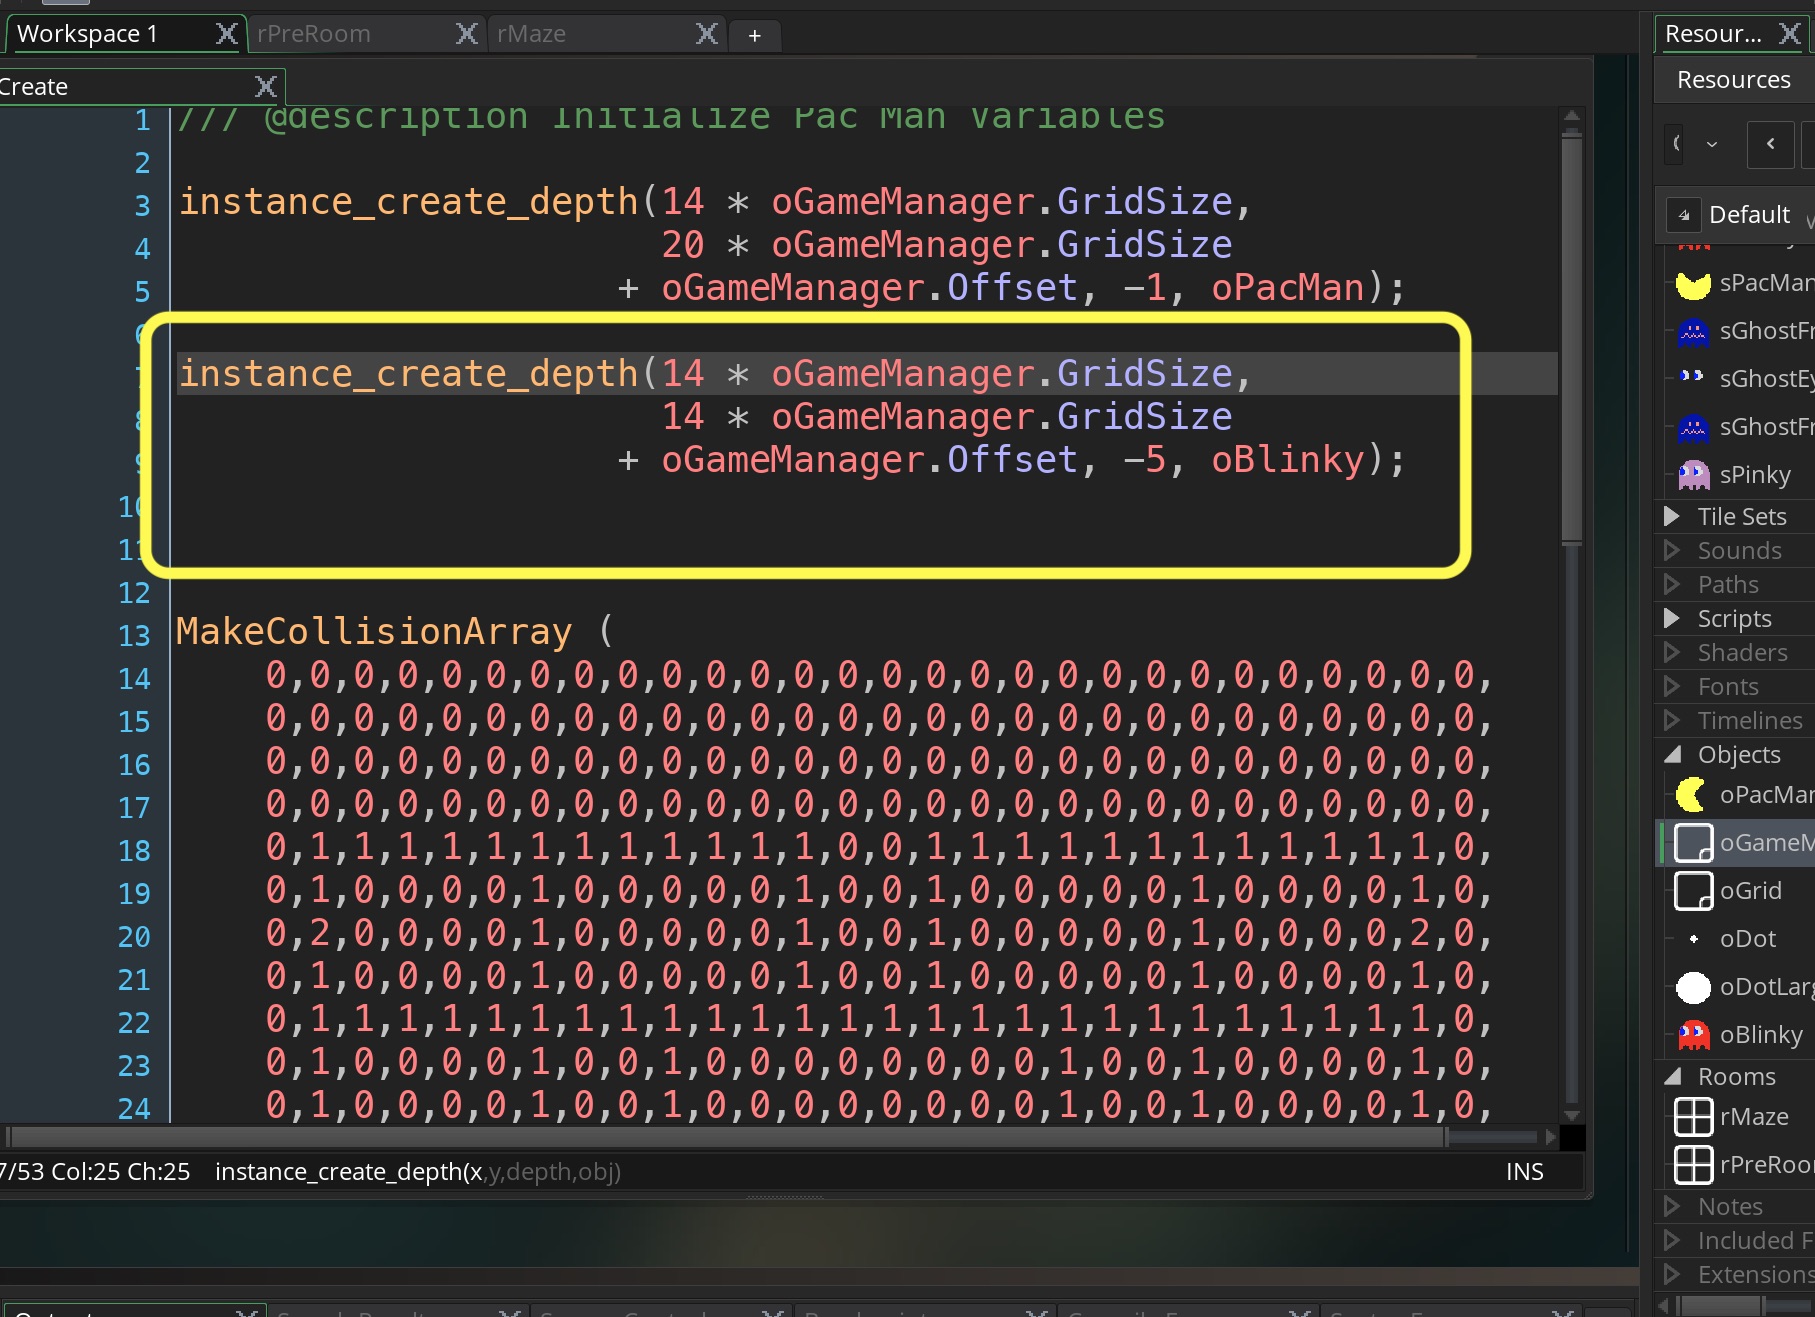 Workspace 1 rPreRoom rMaze +
Resour...
Create
Resources
1 /// @description Initialize Pac Man Variables
2
3 instance_create_depth(14 * oGameManager.GridSize,
4 20 * oGameManager.GridSize
5 + oGameManager.Offset, -1, oPacMan);
6
7 instance_create_depth(14 * oGameManager.GridSize,
8 14 * oGameManager.GridSize
9 + oGameManager.Offset, -5, oBlinky);
10
11
12
13 MakeCollisionArray (
14 0,0,0,0,0,0,0,0,0,0,0,0,0,0,0,0,0,0,0,0,0,0,0,0,0,0,0,0,
15 0,0,0,0,0,0,0,0,0,0,0,0,0,0,0,0,0,0,0,0,0,0,0,0,0,0,0,0,
16 0,0,0,0,0,0,0,0,0,0,0,0,0,0,0,0,0,0,0,0,0,0,0,0,0,0,0,0,
17 0,0,0,0,0,0,0,0,0,0,0,0,0,0,0,0,0,0,0,0,0,0,0,0,0,0,0,0,
18 0,1,1,1,1,1,1,1,1,1,1,1,1,0,0,1,1,1,1,1,1,1,1,1,1,1,1,0,
19 0,1,0,0,0,0,1,0,0,0,0,0,1,0,0,1,0,0,0,0,0,1,0,0,0,0,1,0,
20 0,2,0,0,0,0,1,0,0,0,0,0,1,0,0,1,0,0,0,0,0,1,0,0,0,0,2,0,
21 0,1,0,0,0,0,1,0,0,0,0,0,1,0,0,1,0,0,0,0,0,1,0,0,0,0,1,0,
22 0,1,1,1,1,1,1,1,1,1,1,1,1,1,1,1,1,1,1,1,1,1,1,1,1,1,1,0,
23 0,1,0,0,0,0,1,0,0,1,0,0,0,0,0,0,0,0,1,0,0,1,0,0,0,0,1,0,
24 0,1,0,0,0,0,1,0,0,1,0,0,0,0,0,0,0,0,1,0,0,1,0,0,0,0,1,0,
7/53 Col:25 Ch:25 instance_create_depth(x,y,depth,obj) INS
Default
sPacMan
sGhostFr
sGhostEy
sGhostFr
sPinky
Tile Sets
Sounds
Paths
Scripts
Shaders
Fonts
Timelines
Objects
oPacMan
oGameM
oGrid
oDot
oDotLarg
oBlinky
Rooms
rMaze
rPreRoo
Notes
Included F
Extensions